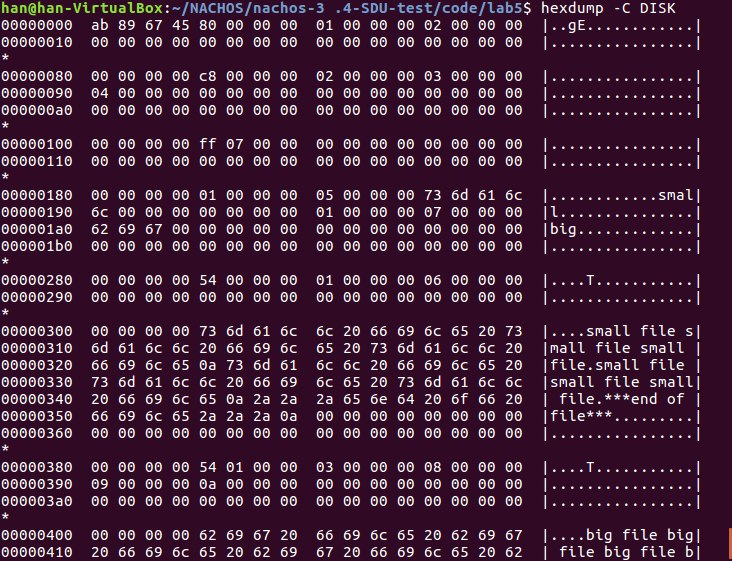 han@han-VirtualBox:~/NACHOS/nachos-3 .4-SDU-test/code/lab5$ hexdump -C DISK
00000000  ab 89 67 45 80 00 00 00  01 00 00 00 02 00 00 00  |..gE............|
00000010  00 00 00 00 00 00 00 00  00 00 00 00 00 00 00 00  |................|
*
00000080  00 00 00 00 c8 00 00 00  02 00 00 00 03 00 00 00  |................|
00000090  04 00 00 00 00 00 00 00  00 00 00 00 00 00 00 00  |................|
000000a0  00 00 00 00 00 00 00 00  00 00 00 00 00 00 00 00  |................|
*
00000100  00 00 00 00 ff 07 00 00  00 00 00 00 00 00 00 00  |................|
00000110  00 00 00 00 00 00 00 00  00 00 00 00 00 00 00 00  |................|
*
00000180  00 00 00 00 01 00 00 00  05 00 00 00 73 6d 61 6c  |............smal|
00000190  6c 00 00 00 00 00 00 00  01 00 00 00 07 00 00 00  |l...............|
000001a0  62 69 67 00 00 00 00 00  00 00 00 00 00 00 00 00  |big.............|
000001b0  00 00 00 00 00 00 00 00  00 00 00 00 00 00 00 00  |................|
*
00000280  00 00 00 00 54 00 00 00  01 00 00 00 06 00 00 00  |....T...........|
00000290  00 00 00 00 00 00 00 00  00 00 00 00 00 00 00 00  |................|
*
00000300  00 00 00 00 73 6d 61 6c  6c 20 66 69 6c 65 20 73  |....small file s|
00000310  6d 61 6c 6c 20 66 69 6c  65 20 73 6d 61 6c 6c 20  |mall file small |
00000320  66 69 6c 65 0a 73 6d 61  6c 6c 20 66 69 6c 65 20  |file.small file |
00000330  73 6d 61 6c 6c 20 66 69  6c 65 20 73 6d 61 6c 6c  |small file small|
00000340  20 66 69 6c 65 0a 2a 2a  2a 65 6e 64 20 6f 66 20  | file.***end of |
00000350  66 69 6c 65 2a 2a 2a 0a  00 00 00 00 00 00 00 00  |file***.........|
00000360  00 00 00 00 00 00 00 00  00 00 00 00 00 00 00 00  |................|
*
00000380  00 00 00 00 54 01 00 00  03 00 00 00 08 00 00 00  |....T...........|
00000390  09 00 00 00 0a 00 00 00  00 00 00 00 00 00 00 00  |................|
000003a0  00 00 00 00 00 00 00 00  00 00 00 00 00 00 00 00  |................|
*
00000400  00 00 00 00 62 69 67 20  66 69 6c 65 20 62 69 67  |....big file big|
00000410  20 66 69 6c 65 20 62 69  67 20 66 69 6c 65 20 62  | file big file b|